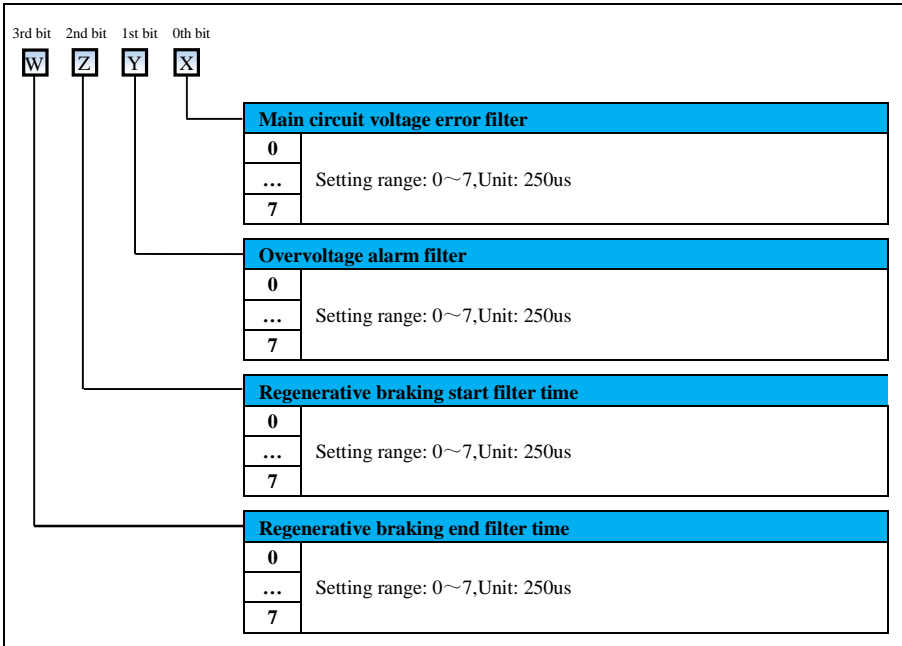 3rd bit 2nd bit 1st bit 0th bit
W Z Y X
Main circuit voltage error filter
0
... Setting range: 0～7,Unit: 250us
7
Overvoltage alarm filter
0
... Setting range: 0～7,Unit: 250us
7
Regenerative braking start filter time
0
... Setting range: 0～7,Unit: 250us
7
Regenerative braking end filter time
0
... Setting range: 0～7,Unit: 250us
7